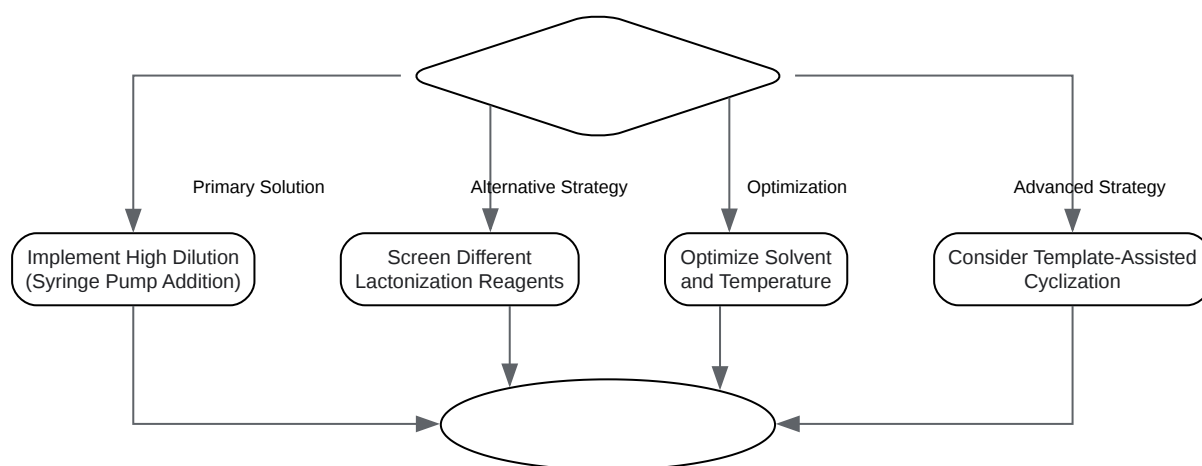 Primary Solution
Alternative Strategy
Optimization
Advanced Strategy
Implement High Dilution
(Syringe Pump Addition)
Screen Different
Lactonization Reagents
Optimize Solvent
and Temperature
Consider Template-Assisted
Cyclization